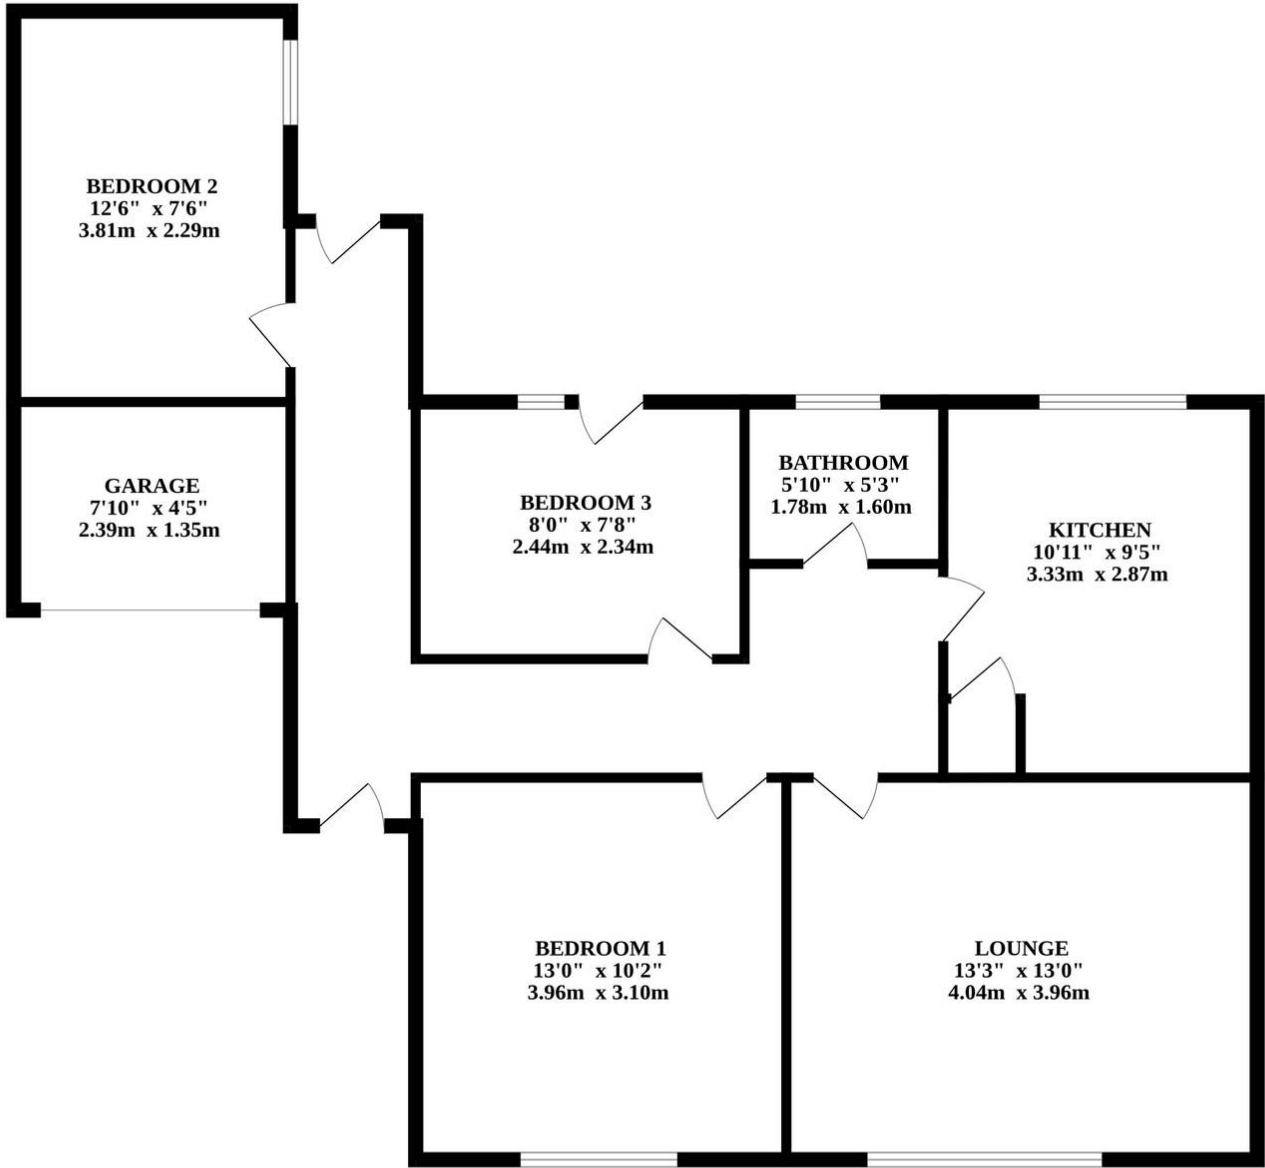 BEDROOM 2
12'6" x 7'6"
3.81m x 2.29m
GARAGE
7'10" x 4'5"
2.39m x 1.35m
BEDROOM 3
8'0" x 7'8"
2.44m x 2.34m
BATHROOM
5'10" x 5'3"
1.78m x 1.60m
KITCHEN
10'11" x 9'5"
3.33m x 2.87m
BEDROOM 1
13'0" x 10'2"
3.96m x 3.10m
LOUNGE
13'3" x 13'0"
4.04m x 3.96m